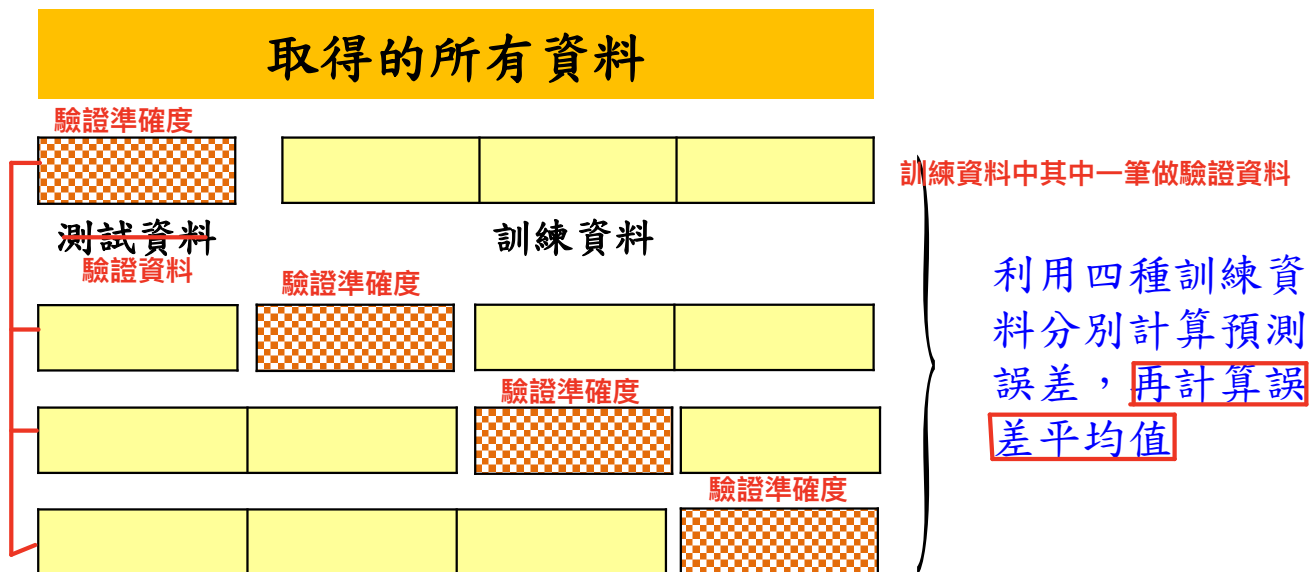 取得的所有資料
驗證準確度
訓練資料中其中一筆做驗證資料
測試資料
訓練資料
驗證資料
驗證準確度
利用四種訓練資
料分別計算預測
誤差,再計算誤
差平均值
驗證準確度
驗證準確度